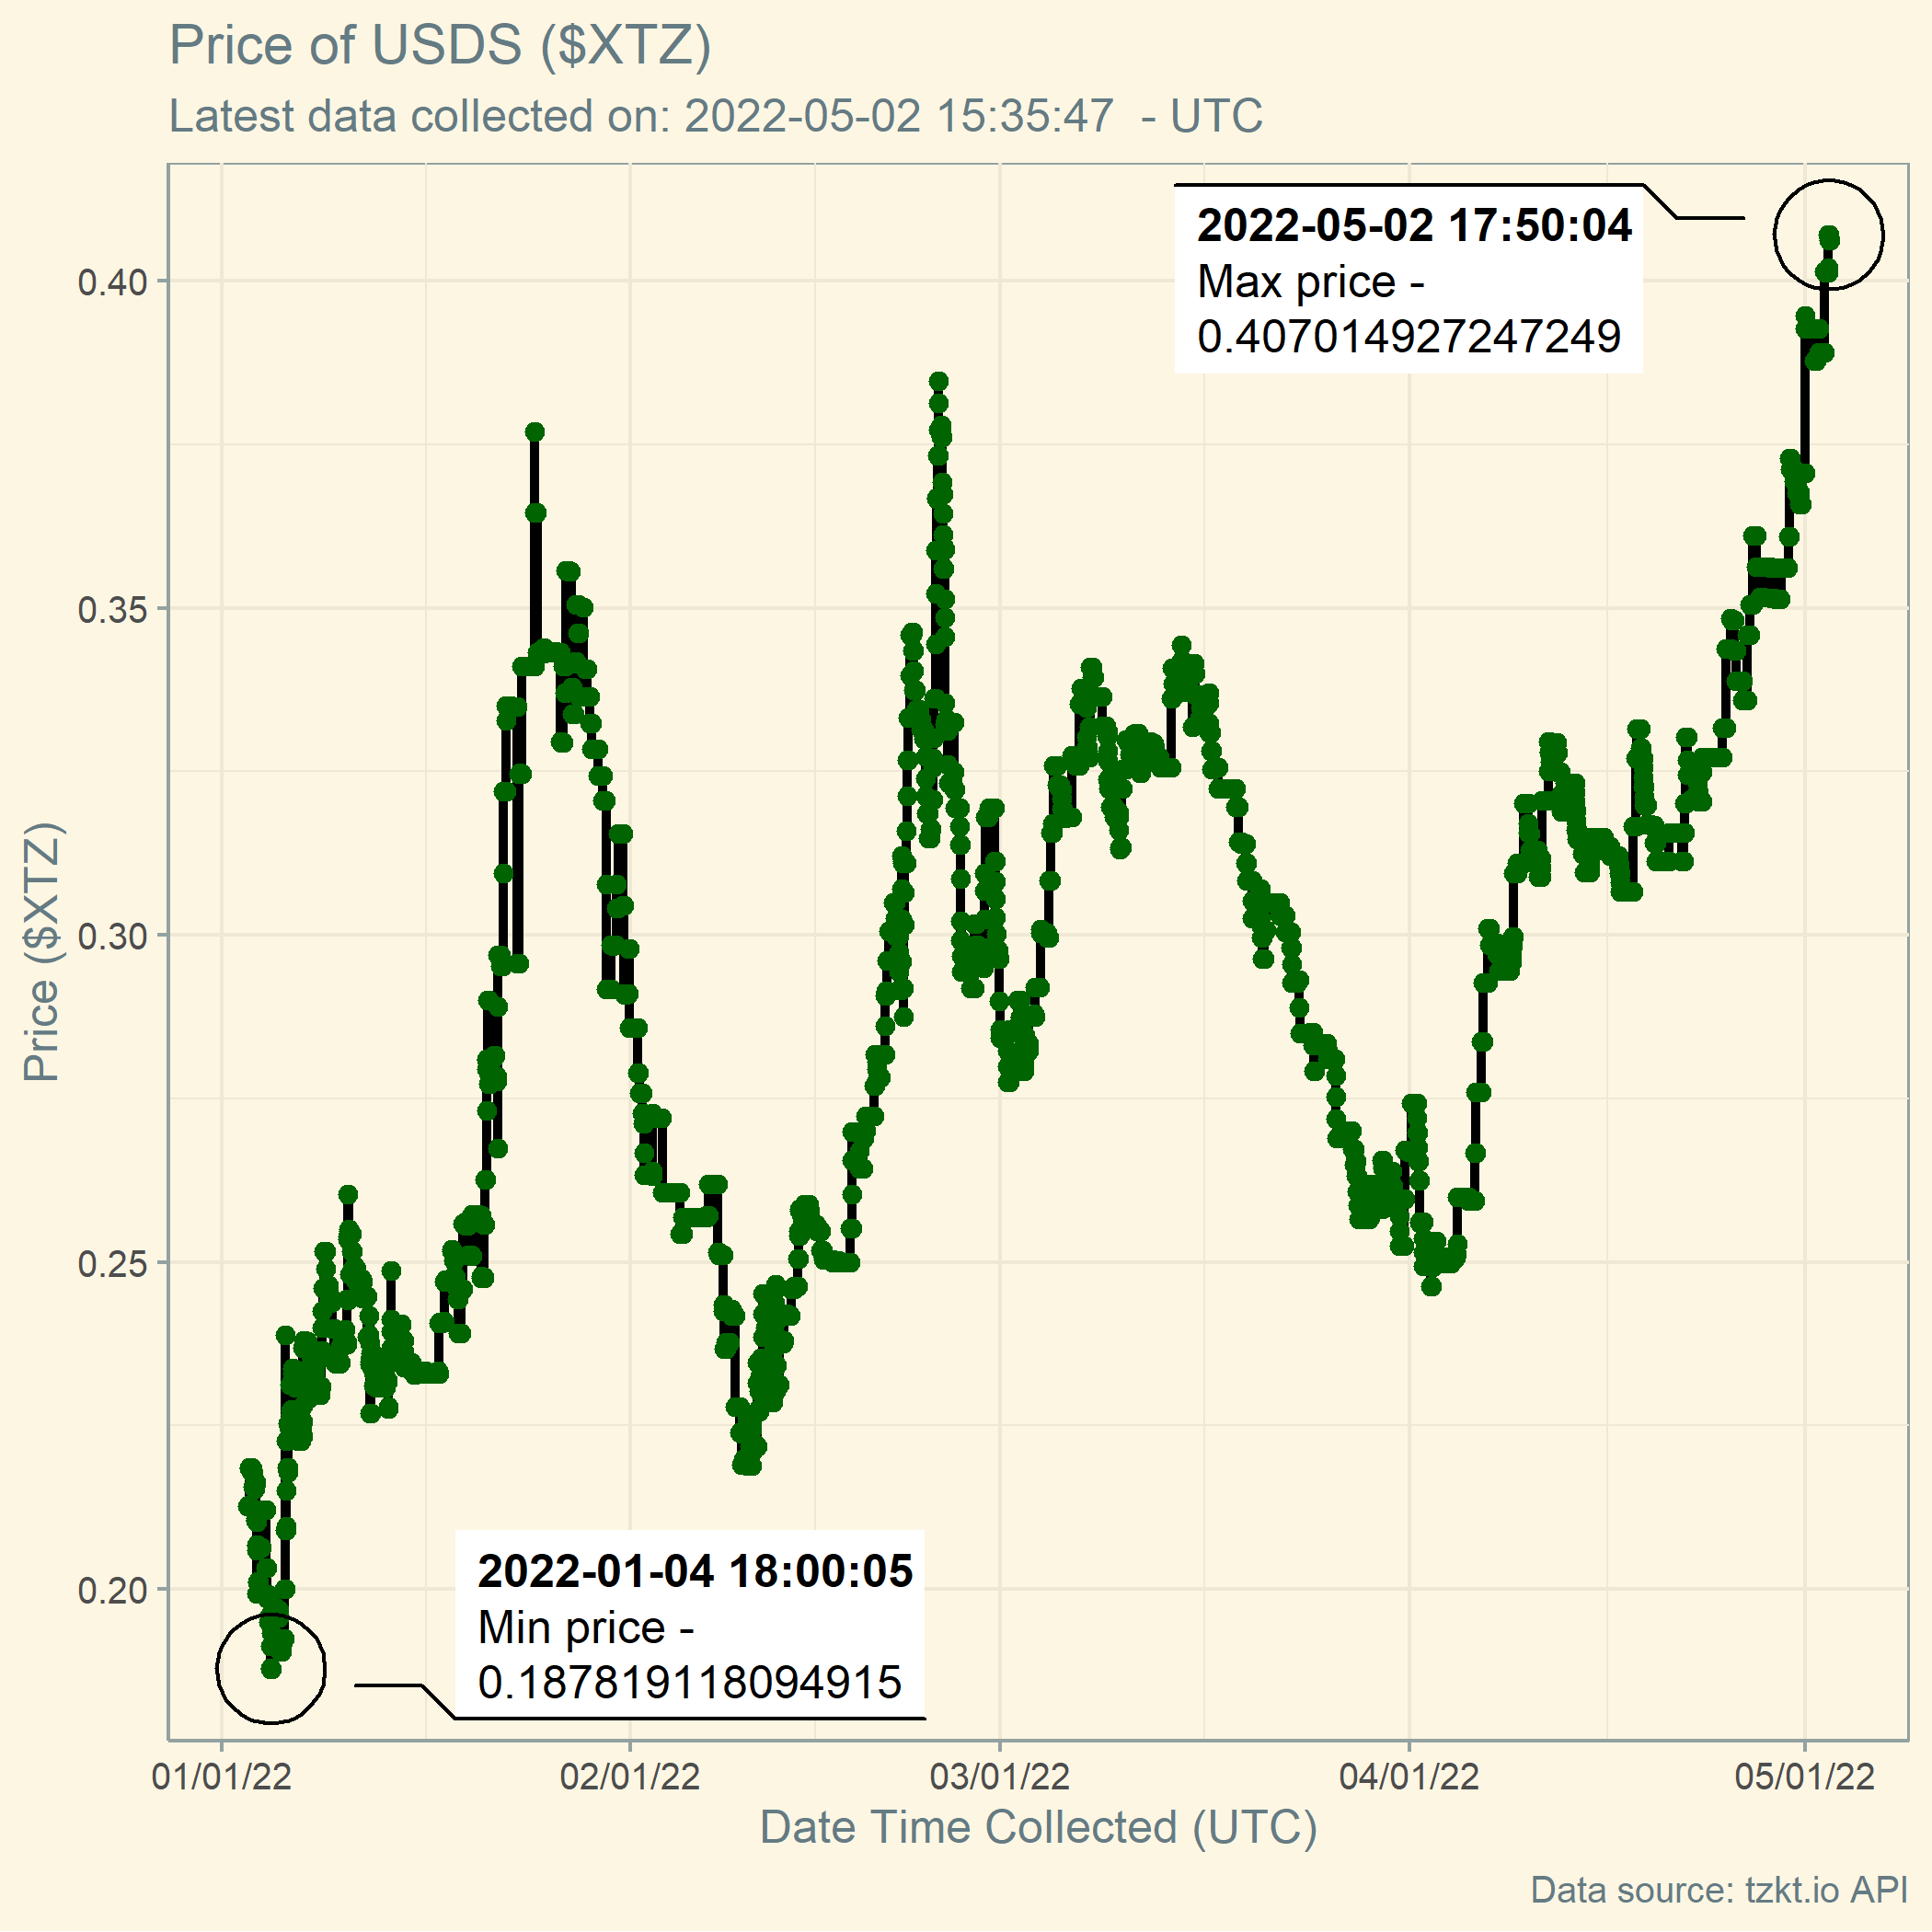 Price of USDS ($XTZ)
Latest data collected on: 2022-05-02 15:35:47  - UTC
2022-05-02 17:50:04
Max price -
0.407014927247249
0.40
0.35
0.30
0.25
0.20
Price ($XTZ)
2022-01-04 18:00:05
Min price -
0.187819118094915
01/01/22
02/01/22
03/01/22
04/01/22
05/01/22
Date Time Collected (UTC)
Data source: tzkt.io API